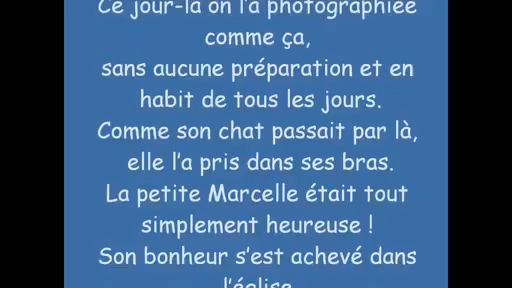 Ce jour-là on l'a photographiée
comme ça,
sans aucune préparation et en
habit de tous les jours.
Comme son chat passait par là,
elle l'a pris dans ses bras.
La petite Marcelle était tout
simplement heureuse !
Son bonheur s'est achevé dans
l'église